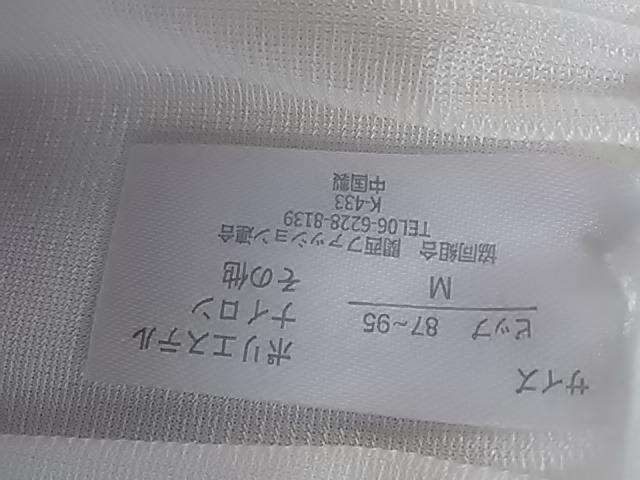 サイズ
ヒップ 87~95
M
ポリエステル
ナイロン
その他
協同組合 関西ファッション連合
TEL06-6228-8139
K-433
中国製